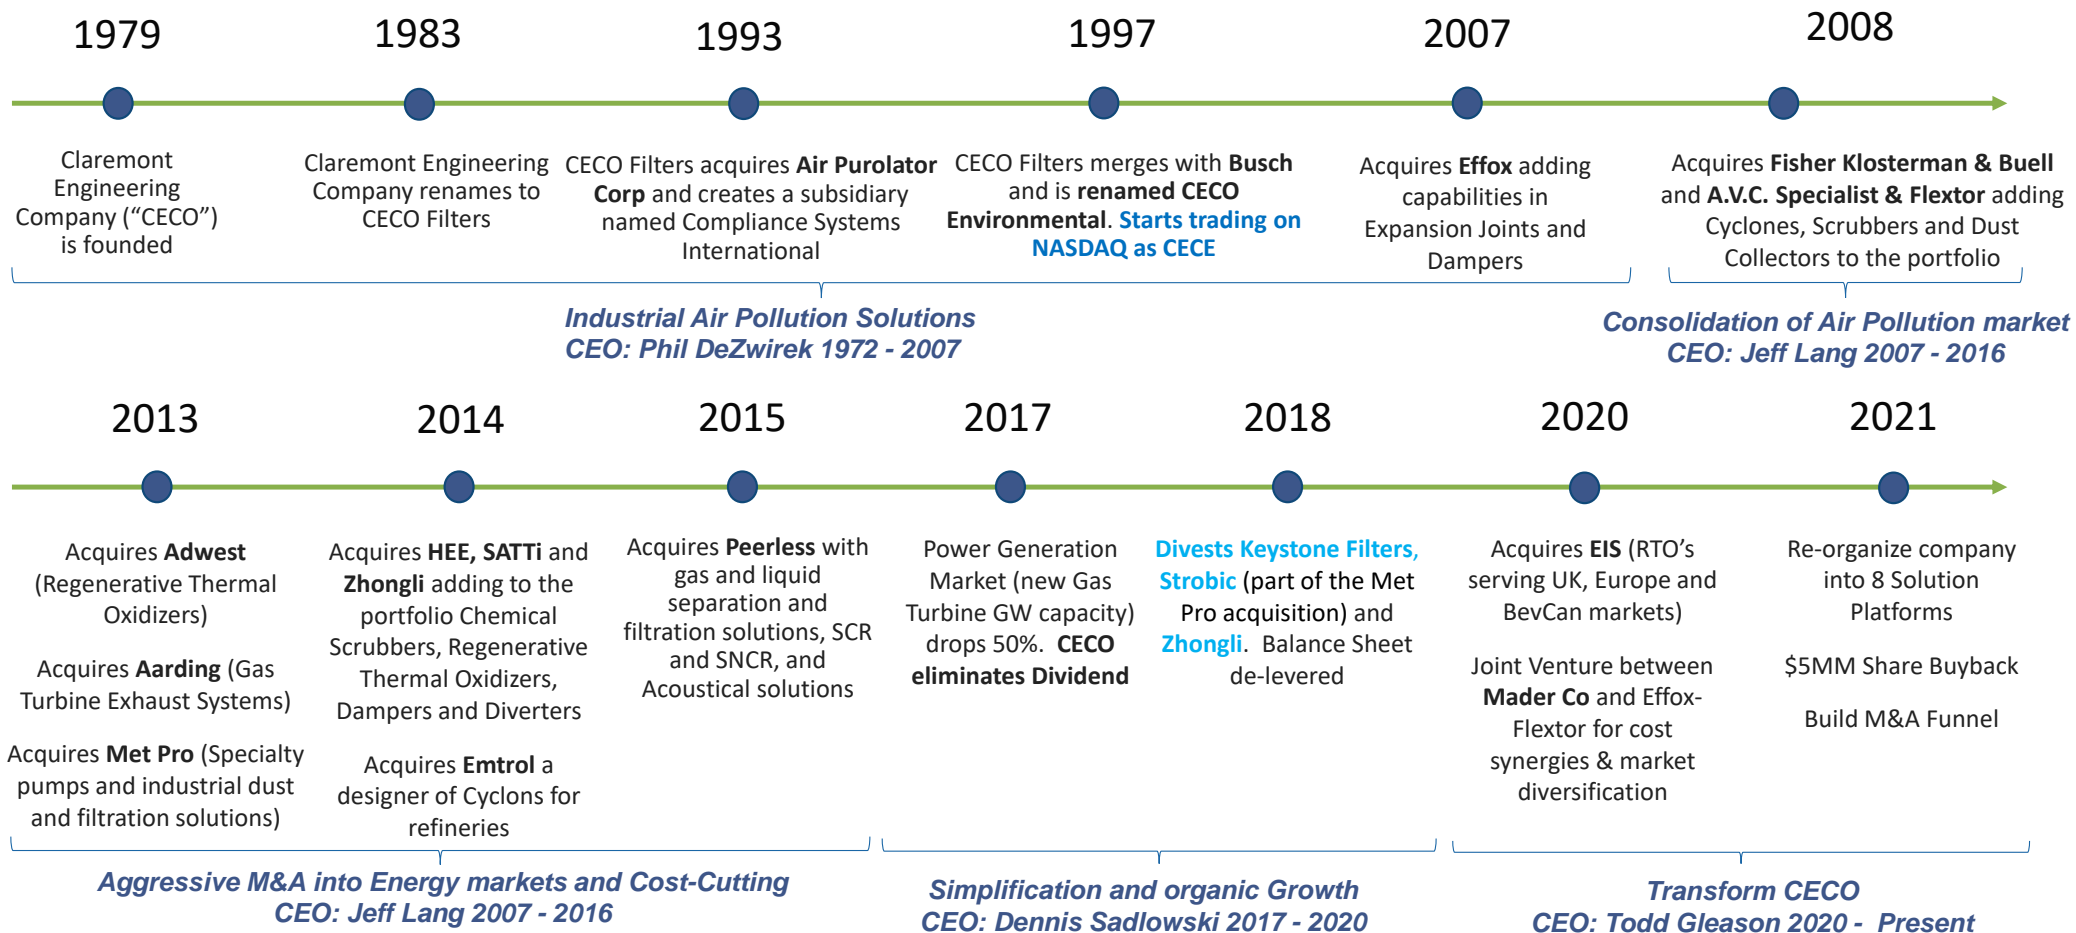 1979
Claremont
Engineering
Company (“CECO”)
is founded
1983
Claremont Engineering
Company renames to
CECO Filters
1993
CECO Filters acquires Air Purolator
Corp and creates a subsidiary
named Compliance Systems
International
1997
CECO Filters merges with Busch
and is renamed CECO
Environmental. Starts trading on
NASDAQ as CECE
2007
Acquires Effox adding
capabilities in
Expansion Joints and
Dampers
2008
Acquires Fisher Klosterman & Buell
and A.V.C. Specialist & Flextor adding
Cyclones, Scrubbers and Dust
Collectors to the portfolio
Industrial Air Pollution Solutions
CEO: Phil DeZwirek 1972 - 2007
Consolidation of Air Pollution market
CEO: Jeff Lang 2007 - 2016
2013
Acquires Adwest
(Regenerative Thermal
Oxidizers)
Acquires Aarding (Gas
Turbine Exhaust Systems)
Acquires Met Pro (Specialty
pumps and industrial dust
and filtration solutions)
2014
Acquires HEE, SATTi and
Zhongli adding to the
portfolio Chemical
Scrubbers, Regenerative
Thermal Oxidizers,
Dampers and Diverters
Acquires Emtrol a
designer of Cyclons for
refineries
2015
Acquires Peerless with
gas and liquid
separation and
filtration solutions, SCR
and SNCR, and
Acoustical solutions
2017
Power Generation
Market (new Gas
Turbine GW capacity)
drops 50%.  CECO
eliminates Dividend
2018
Divests Keystone Filters,
Strobic (part of the Met
Pro acquisition) and
Zhongli.  Balance Sheet
de-levered
2020
Acquires EIS (RTO’s
serving UK, Europe and
BevCan markets)
Joint Venture between
Mader Co and Effox-
Flextor for cost
synergies & market
diversification
2021
Re-organize company
into 8 Solution
Platforms
$5MM Share Buyback
Build M&A Funnel
Aggressive M&A into Energy markets and Cost-Cutting
CEO: Jeff Lang 2007 - 2016
Simplification and organic Growth
CEO: Dennis Sadlowski 2017 - 2020
Transform CECO
CEO: Todd Gleason 2020 -  Present